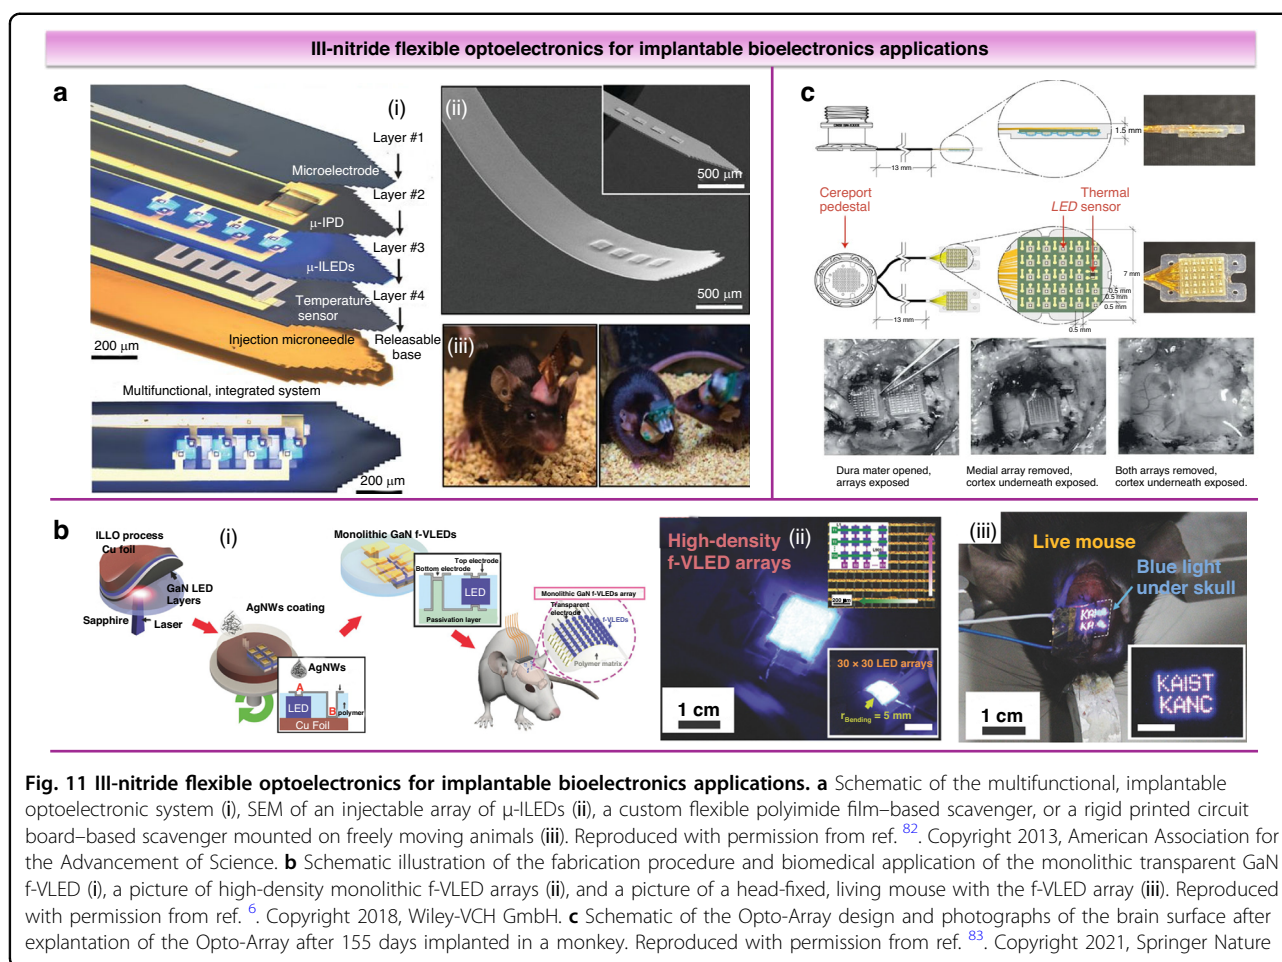 III-nitride flexible optoelectronics for implantable bioelectronics applications
a
(i)
Layer #1
Microelectrode
Layer #2
μ-IPD
Layer #3
μ-ILEDs
Layer #4
Temperature
sensor
Releasable
base
Injection microneedle
200 μm
Multifunctional, integrated system
200 μm
(ii)
500 μm
500 μm
(iii)
c
1.5 mm
13 mm
Cereport
pedestal
LED
Thermal
sensor
7 mm
0.5 mm
0.5 mm
0.5 mm
0.5 mm
13 mm
Dura mater opened,
arrays exposed
Medial array removed,
cortex underneath exposed.
Both arrays removed,
cortex underneath exposed.
b
(i)
ILLO process
Cu foil
GaN LED
Layers
Sapphire
Laser
AgNWs coating
AgNWs
A
LED
B
polymer
Cu Foil
Monolithic GaN f-VLEDs
Bottom electrode
Top electrode
LED
Passivation layer
Monolithic GaN f-VLEDs array
Transparent
electrode
f-VLEDs
Polymer matrix
High-density
f-VLED arrays
(ii)
200 μm
30 × 30 LED arrays
rBending = 5 mm
1 cm
(iii)
Live mouse
Blue light
under skull
KAIST
KANC
1 cm
Fig. 11 III-nitride flexible optoelectronics for implantable bioelectronics applications. a Schematic of the multifunctional, implantable
optoelectronic system (i), SEM of an injectable array of μ-ILEDs (ii), a custom flexible polyimide film–based scavenger, or a rigid printed circuit
board–based scavenger mounted on freely moving animals (iii). Reproduced with permission from ref. 82. Copyright 2013, American Association for
the Advancement of Science. b Schematic illustration of the fabrication procedure and biomedical application of the monolithic transparent GaN
f-VLED (i), a picture of high-density monolithic f-VLED arrays (ii), and a picture of a head-fixed, living mouse with the f-VLED array (iii). Reproduced
with permission from ref. 6. Copyright 2018, Wiley-VCH GmbH. c Schematic of the Opto-Array design and photographs of the brain surface after
explantation of the Opto-Array after 155 days implanted in a monkey. Reproduced with permission from ref. 83. Copyright 2021, Springer Nature